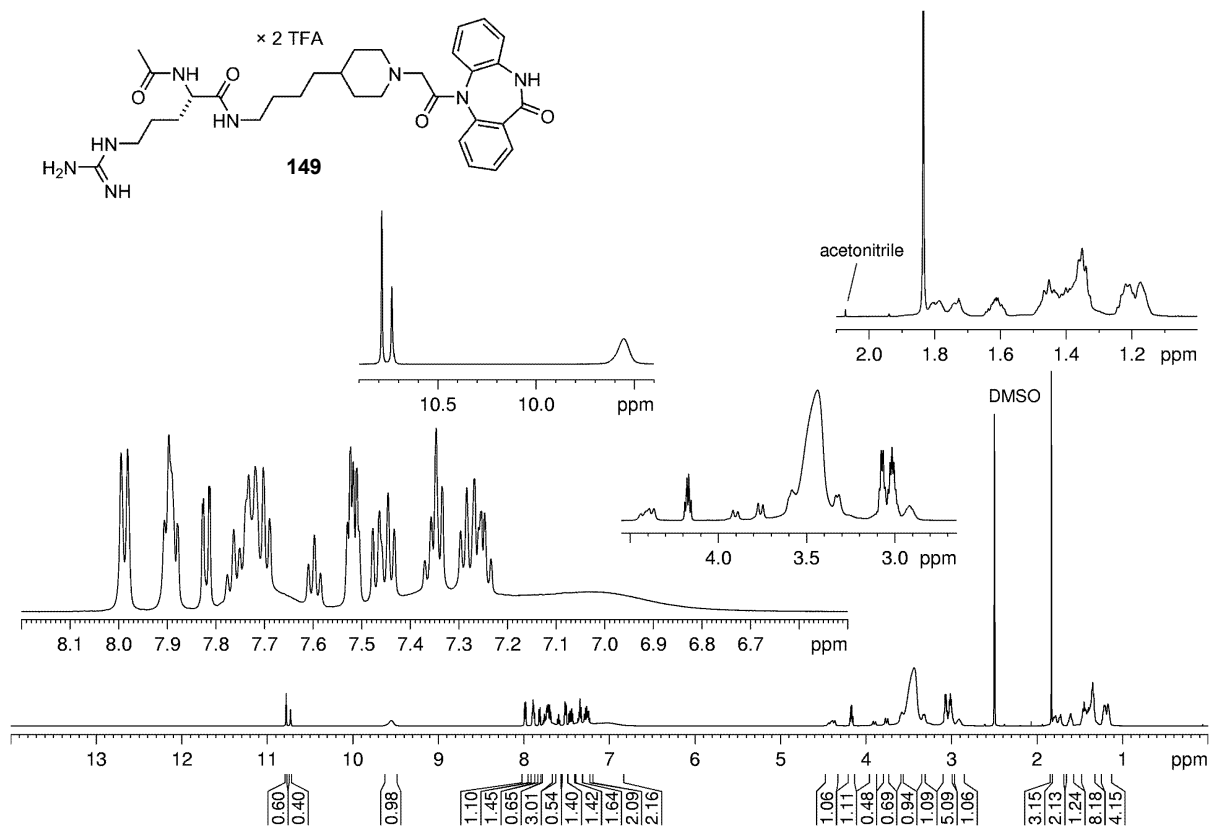 × 2 TFA
NH
O
NH
O
N
O
N
NH
O
HN
H2N
NH
149
acetonitrile
2.0 1.8 1.6 1.4 1.2 ppm
10.5 10.0 ppm
DMSO
4.0 3.5 3.0 ppm
8.1 8.0 7.9 7.8 7.7 7.6 7.5 7.4 7.3 7.2 7.1 7.0 6.9 6.8 6.7 ppm
13 12 11 10 9 8 7 6 5 4 3 2 1 ppm
0.60 0.40 0.98 1.10 1.45 0.65 3.01 0.54 1.40 1.42 1.64 2.09 2.16 1.06 1.11 0.48 0.69 0.94 1.09 5.09 1.06 3.15 2.13 1.24 8.18 4.15